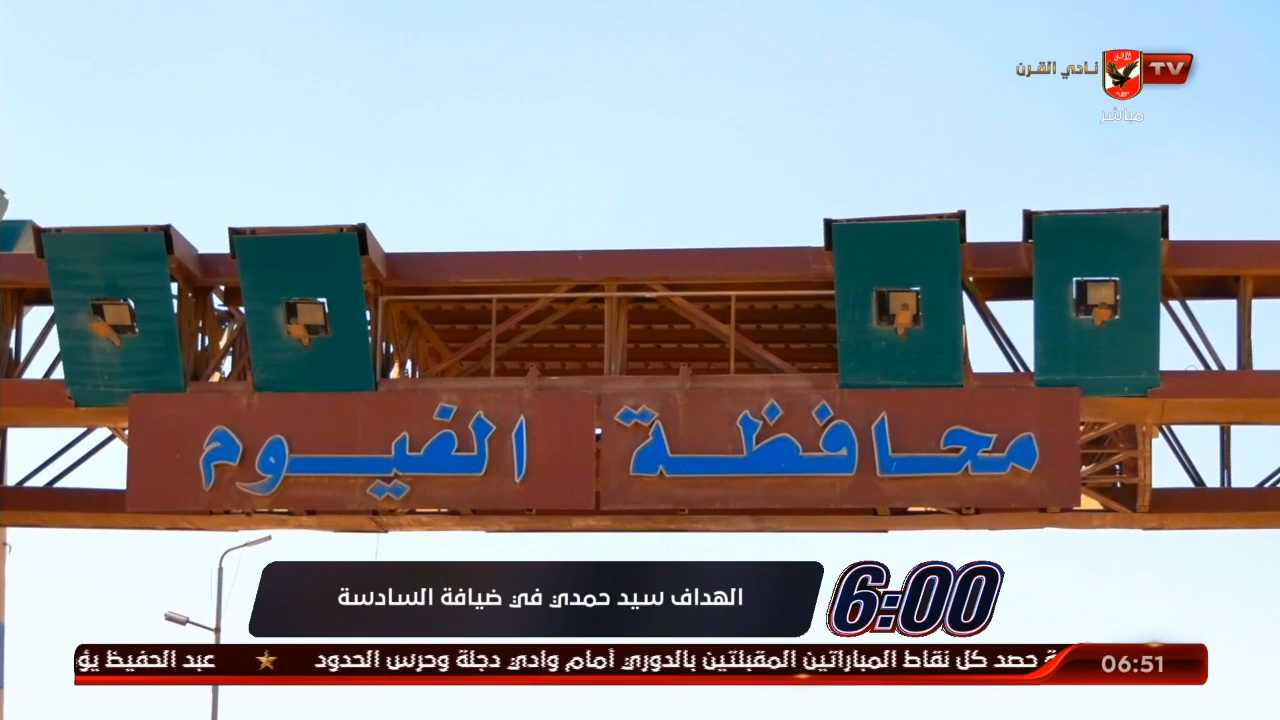 نادي القرن
TV
مباشر
محافظة الفيوم
الهداف سيد حمدي في ضيافة السادسة
6:00
حصد كل نقاط المباراتين المقبلتين بالدوري أمام وادي دجلة وحرس الحدود
عبد الحفيظ
06:51